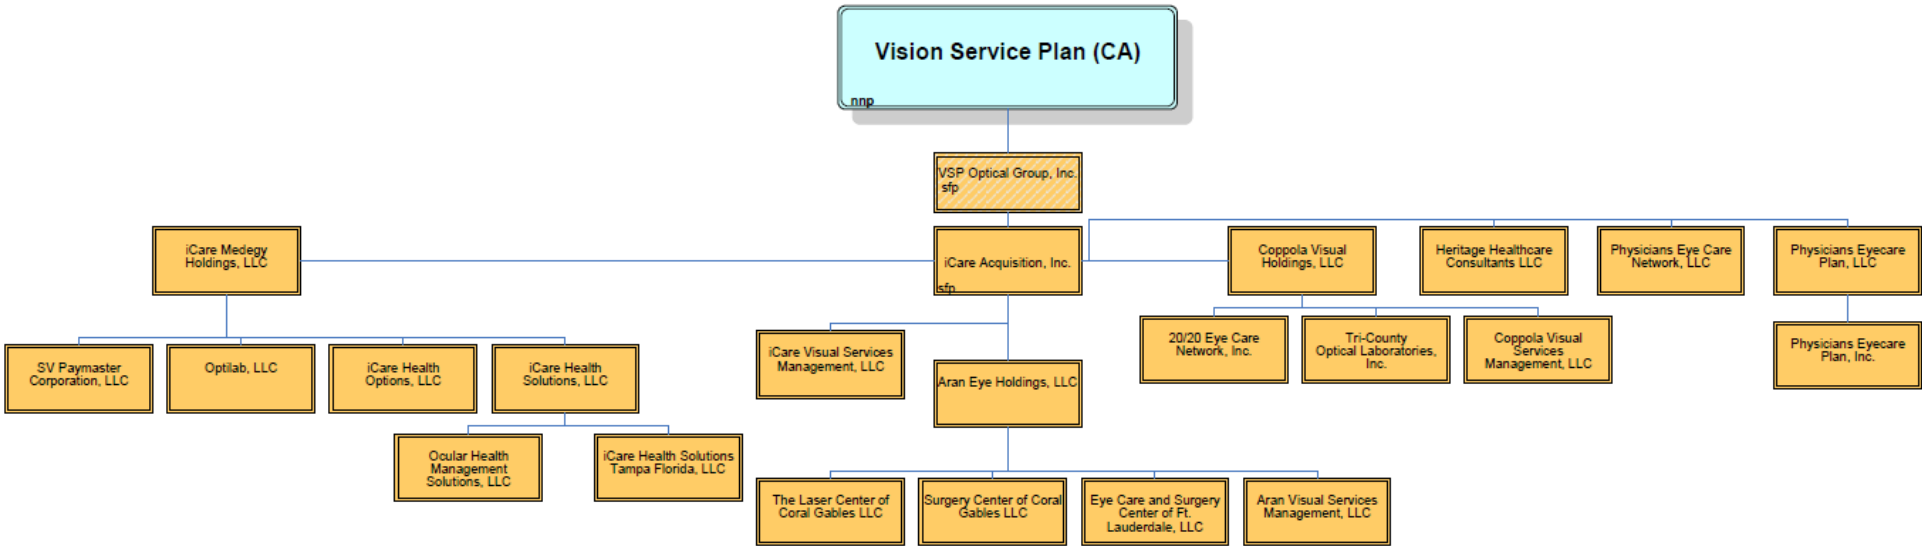 Vision Service Plan (CA)
nnp
VSP Optical Group, Inc.
sfp
iCare Medegy
Holdings, LLC
iCare Acquisition, Inc.
sfp
Coppola Visual
Holdings, LLC
Heritage Healthcare
Consultants LLC
Physicians Eye Care
Network, LLC
Physicians Eyecare
Plan, LLC
SV Paymaster
Corporation, LLC
Optilab, LLC
iCare Health
Options, LLC
iCare Health
Solutions, LLC
iCare Visual Services
Management, LLC
Aran Eye Holdings, LLC
20/20 Eye Care
Network, Inc.
Tri-County
Optical Laboratories,
Inc.
Coppola Visual
Services
Management, LLC
Physicians Eyecare
Plan, Inc.
Ocular Health
Management
Solutions, LLC
iCare Health Solutions
Tampa Florida, LLC
The Laser Center of
Coral Gables LLC
Surgery Center of Coral
Gables LLC
Eye Care and Surgery
Center of Ft.
Lauderdale, LLC
Aran Visual Services
Management, LLC